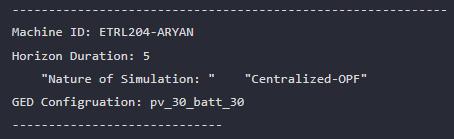 ------------------------------------------------------------
Machine ID: ETRL204-ARYAN
Horizon Duration: 5
    "Nature of Simulation: "    "Centralized-OPF"
GED Configruation: pv_30_batt_30
-----------------------------